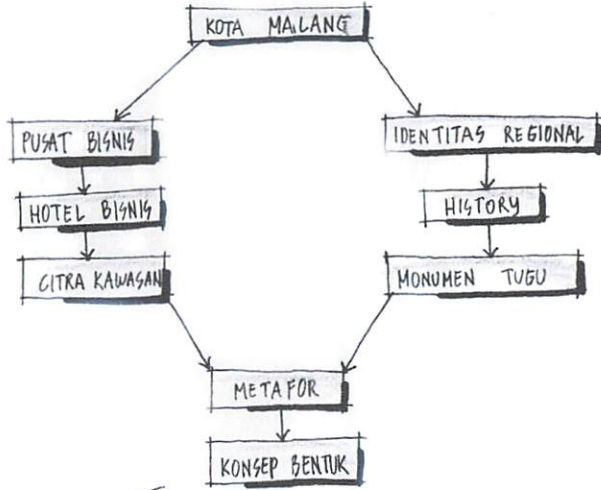 KOTA MALANG
PUSAT BISNIS
IDENTITAS REGIONAL
HOTEL BISNIS
HISTORY
CITRA KAWASAN
MONUMEN TUGU
METAFOR
KONSEP BENTUK